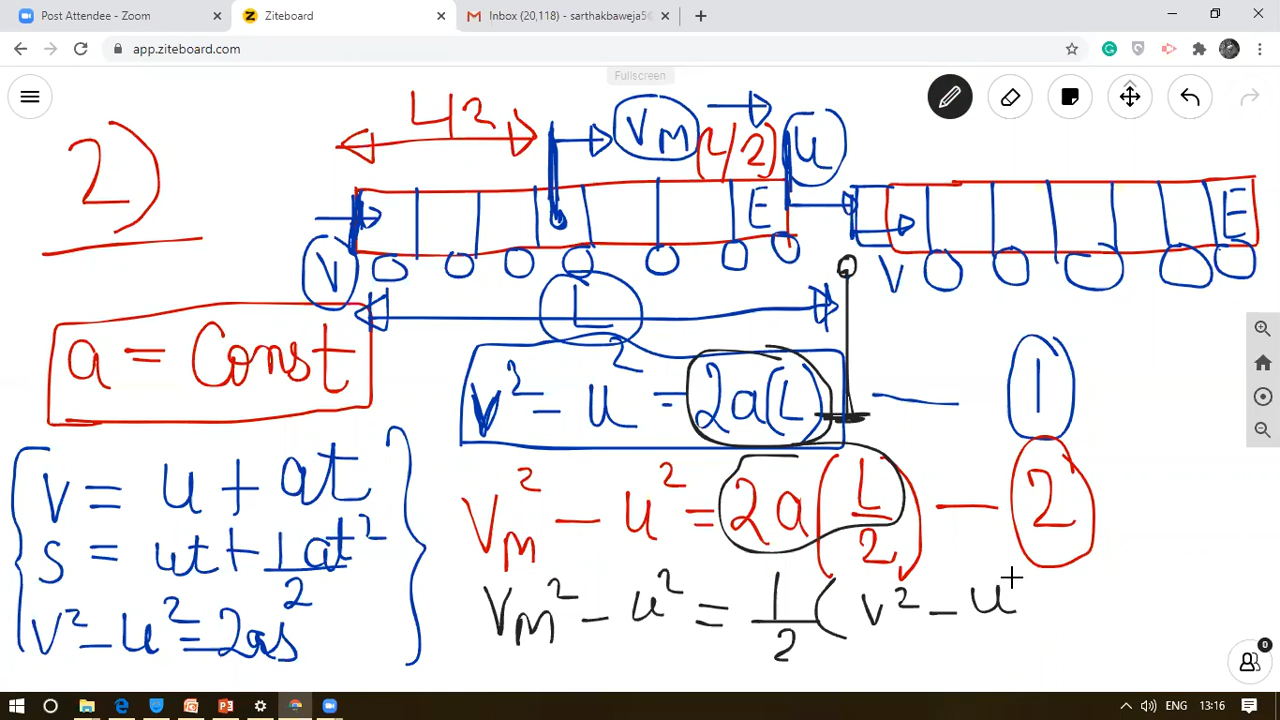 Post Attendee - Zoom
Ziteboard
Inbox (20,118) - sarthakbaweja5
app.ziteboard.com
Fullscreen
2)
L/2
VM
(L/2)
u
E
E
V
V
L
a = Const
v² - u² = 2a(L) — 1
V = u + at
s = ut + 1/2 at²
v² - u² = 2as
VM² - u² = 2a (L/2) — 2
VM² - u² = 1/2 ( v² - u
0
ENG
13:16